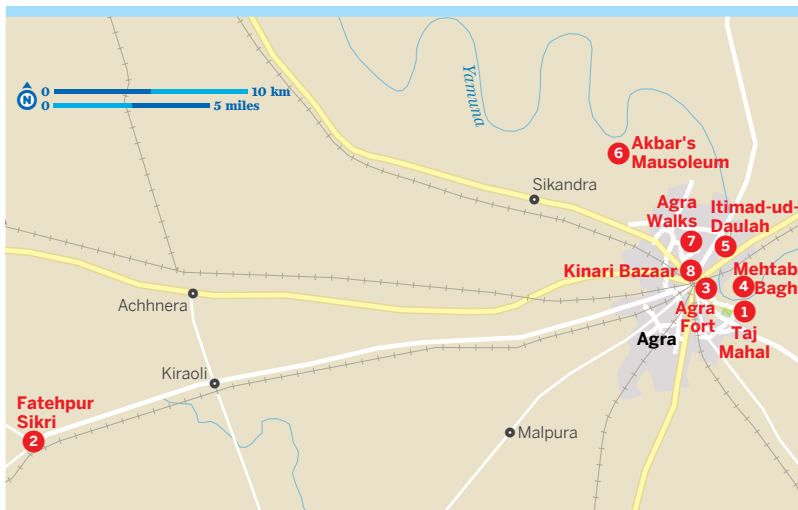 0 10 km
N
0 5 miles
Yamuna
6 Akbar's
Mausoleum
Sikandra
Agra
Walks
7
Itimad-ud-
Daulah
5
Kinari Bazaar 8
Mehtab
Bagh
4
3
Agra
Fort
1
Taj
Mahal
Agra
Achhnera
Kiraoli
Fatehpur
Sikri
2
Malpura